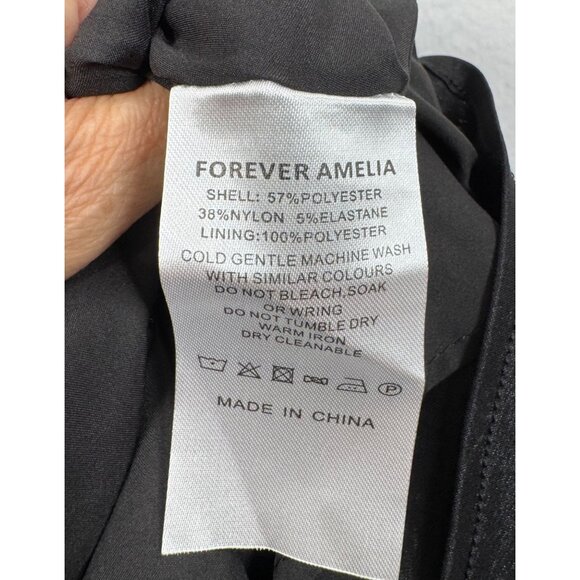 FOREVER AMELIA
SHELL: 57%POLYESTER
38%NYLON 5%ELASTANE
LINING:100%POLYESTER
COLD GENTLE MACHINE WASH
WITH SIMILAR COLOURS
DO NOT BLEACH,SOAK
OR WRING
DO NOT TUMBLE DRY
WARM IRON
DRY CLEANABLE
P
MADE IN CHINA